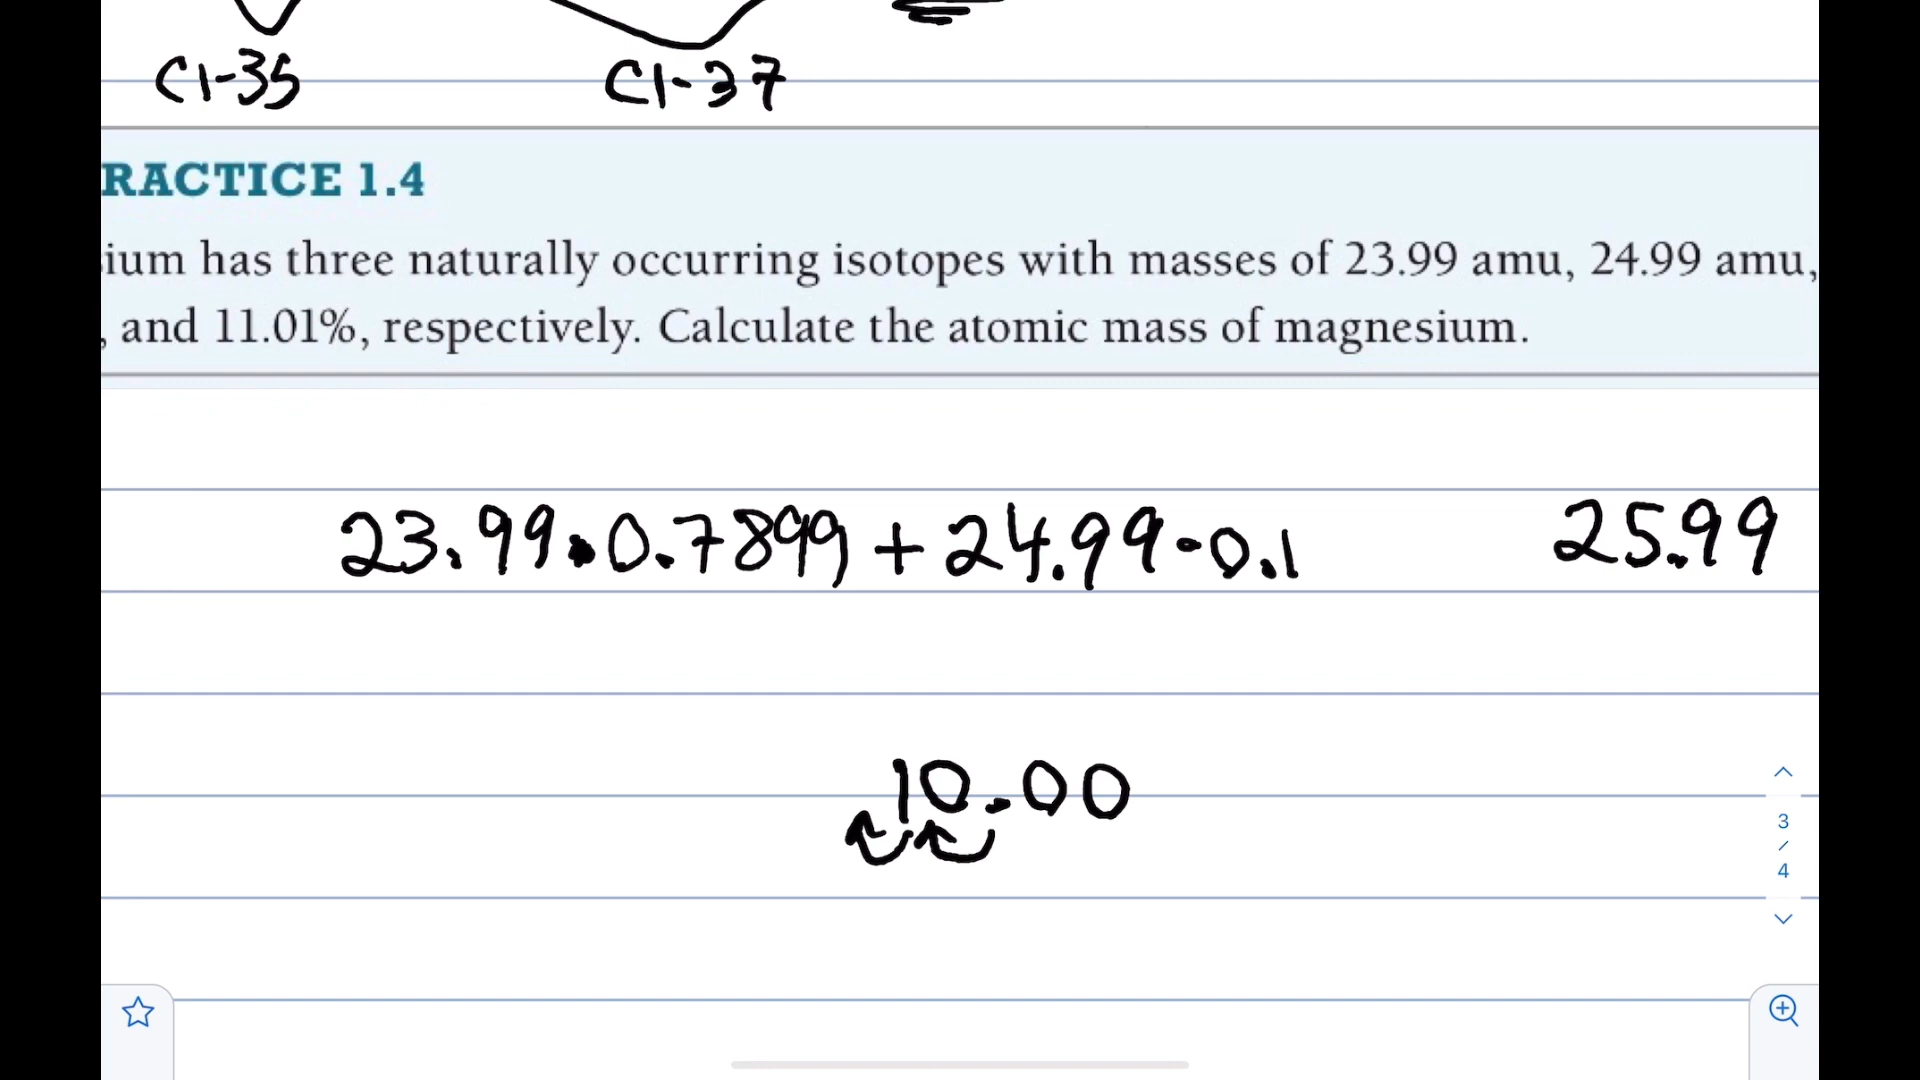 Cl-35 Cl-37
RACTICE 1.4
ium has three naturally occurring isotopes with masses of 23.99 amu, 24.99 amu,
, and 11.01%, respectively. Calculate the atomic mass of magnesium.
23.99·0.7899+24.99·0.1 25.99
10.00
3
/
4